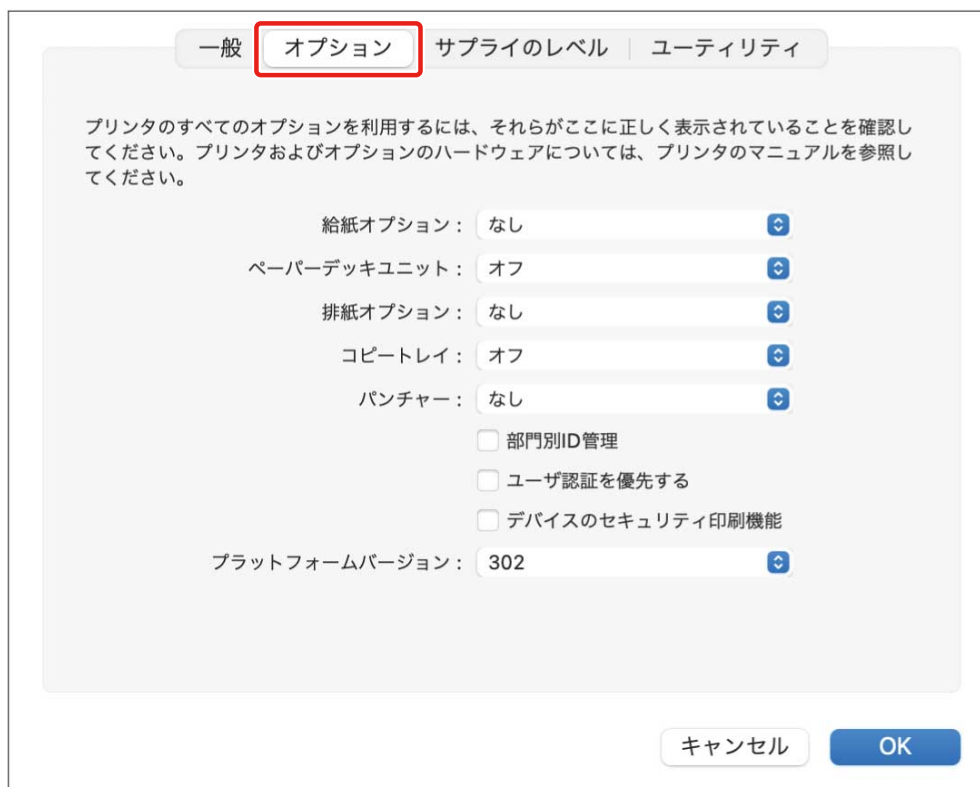 一般 オプション サプライのレベル ユーティリティ
プリンタのすべてのオプションを利用するには、それらがここに正しく表示されていることを確認し
てください。プリンタおよびオプションのハードウェアについては、プリンタのマニュアルを参照し
てください。
給紙オプション： なし
ペーパーデッキユニット： オフ
排紙オプション： なし
コピートレイ： オフ
パンチャー： なし
部門別ID管理
ユーザ認証を優先する
デバイスのセキュリティ印刷機能
プラットフォームバージョン： 302
キャンセル OK